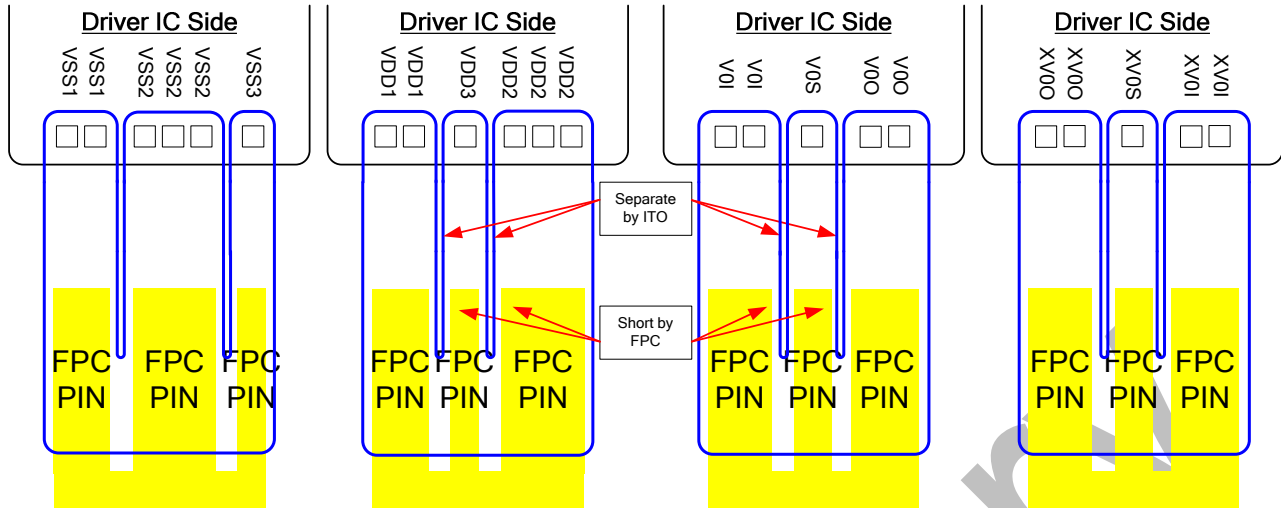 Driver IC Side
VSS1
VSS1
VSS2
VSS2
VSS2
VSS3
FPC
PIN
FPC
PIN
FPC
PIN
Driver IC Side
VDD1
VDD1
VDD3
VDD2
VDD2
VDD2
FPC
PIN
FPC
PIN
FPC
PIN
Separate
by ITO
Short by
FPC
Driver IC Side
V0I
V0I
V0S
V0O
V0O
FPC
PIN
FPC
PIN
FPC
PIN
Driver IC Side
XV0O
XV0O
XV0S
XV0I
XV0I
FPC
PIN
FPC
PIN
FPC
PIN